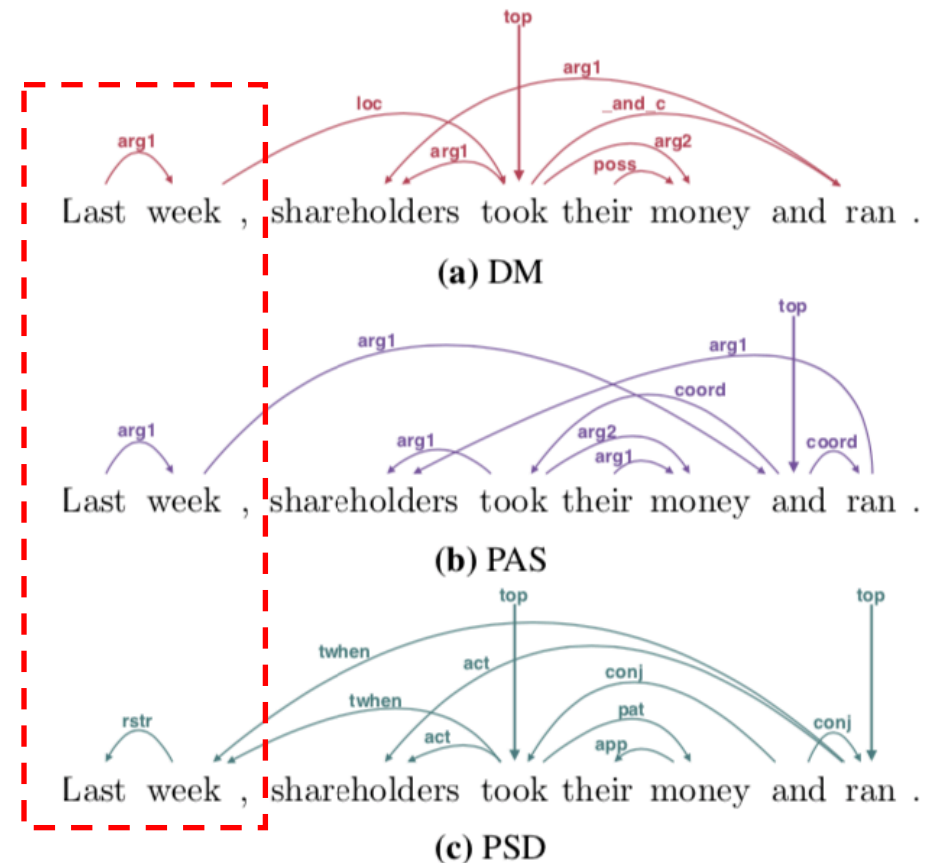 top
arg1
loc
_and_c
arg1
arg1
arg2
poss
Last week , shareholders took their money and ran .
(a) DM
top
arg1
arg1
coord
arg1
arg1
arg2
coord
arg1
Last week , shareholders took their money and ran .
(b) PAS
top
top
twhen
act
conj
twhen
pat
rstr
act
app
conj
Last week , shareholders took their money and ran .
(c) PSD